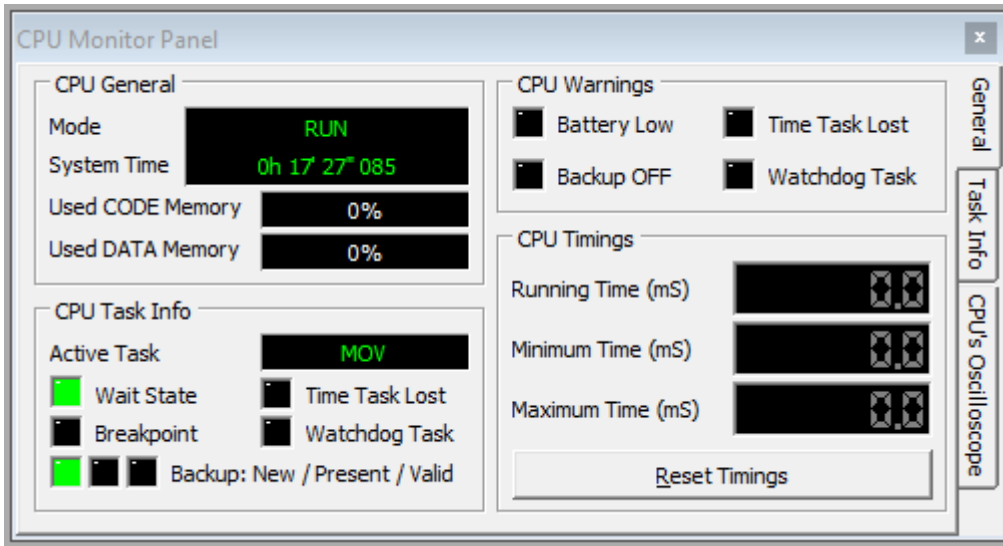 CPU Monitor Panel
x
CPU General
Mode RUN
System Time 0h 17' 27" 085
Used CODE Memory 0%
Used DATA Memory 0%
CPU Task Info
Active Task MOV
Wait State Time Task Lost
Breakpoint Watchdog Task
Backup: New / Present / Valid
CPU Warnings
Battery Low Time Task Lost
Backup OFF Watchdog Task
CPU Timings
Running Time (mS) 0.0
Minimum Time (mS) 0.0
Maximum Time (mS) 0.0
Reset Timings
General
Task Info
CPU's Oscilloscope